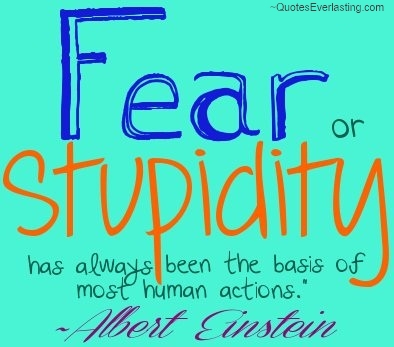 ~QuotesEverlasting.com
Fear
or
Stupidity
has always been the basis of
most human actions."
~Albert Einstein